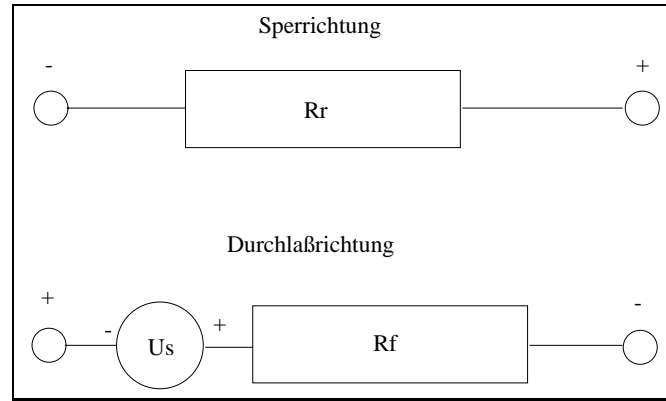 Sperrichtung
- +
Rr
Durchlaßrichtung
+ -
- +
Us Rf